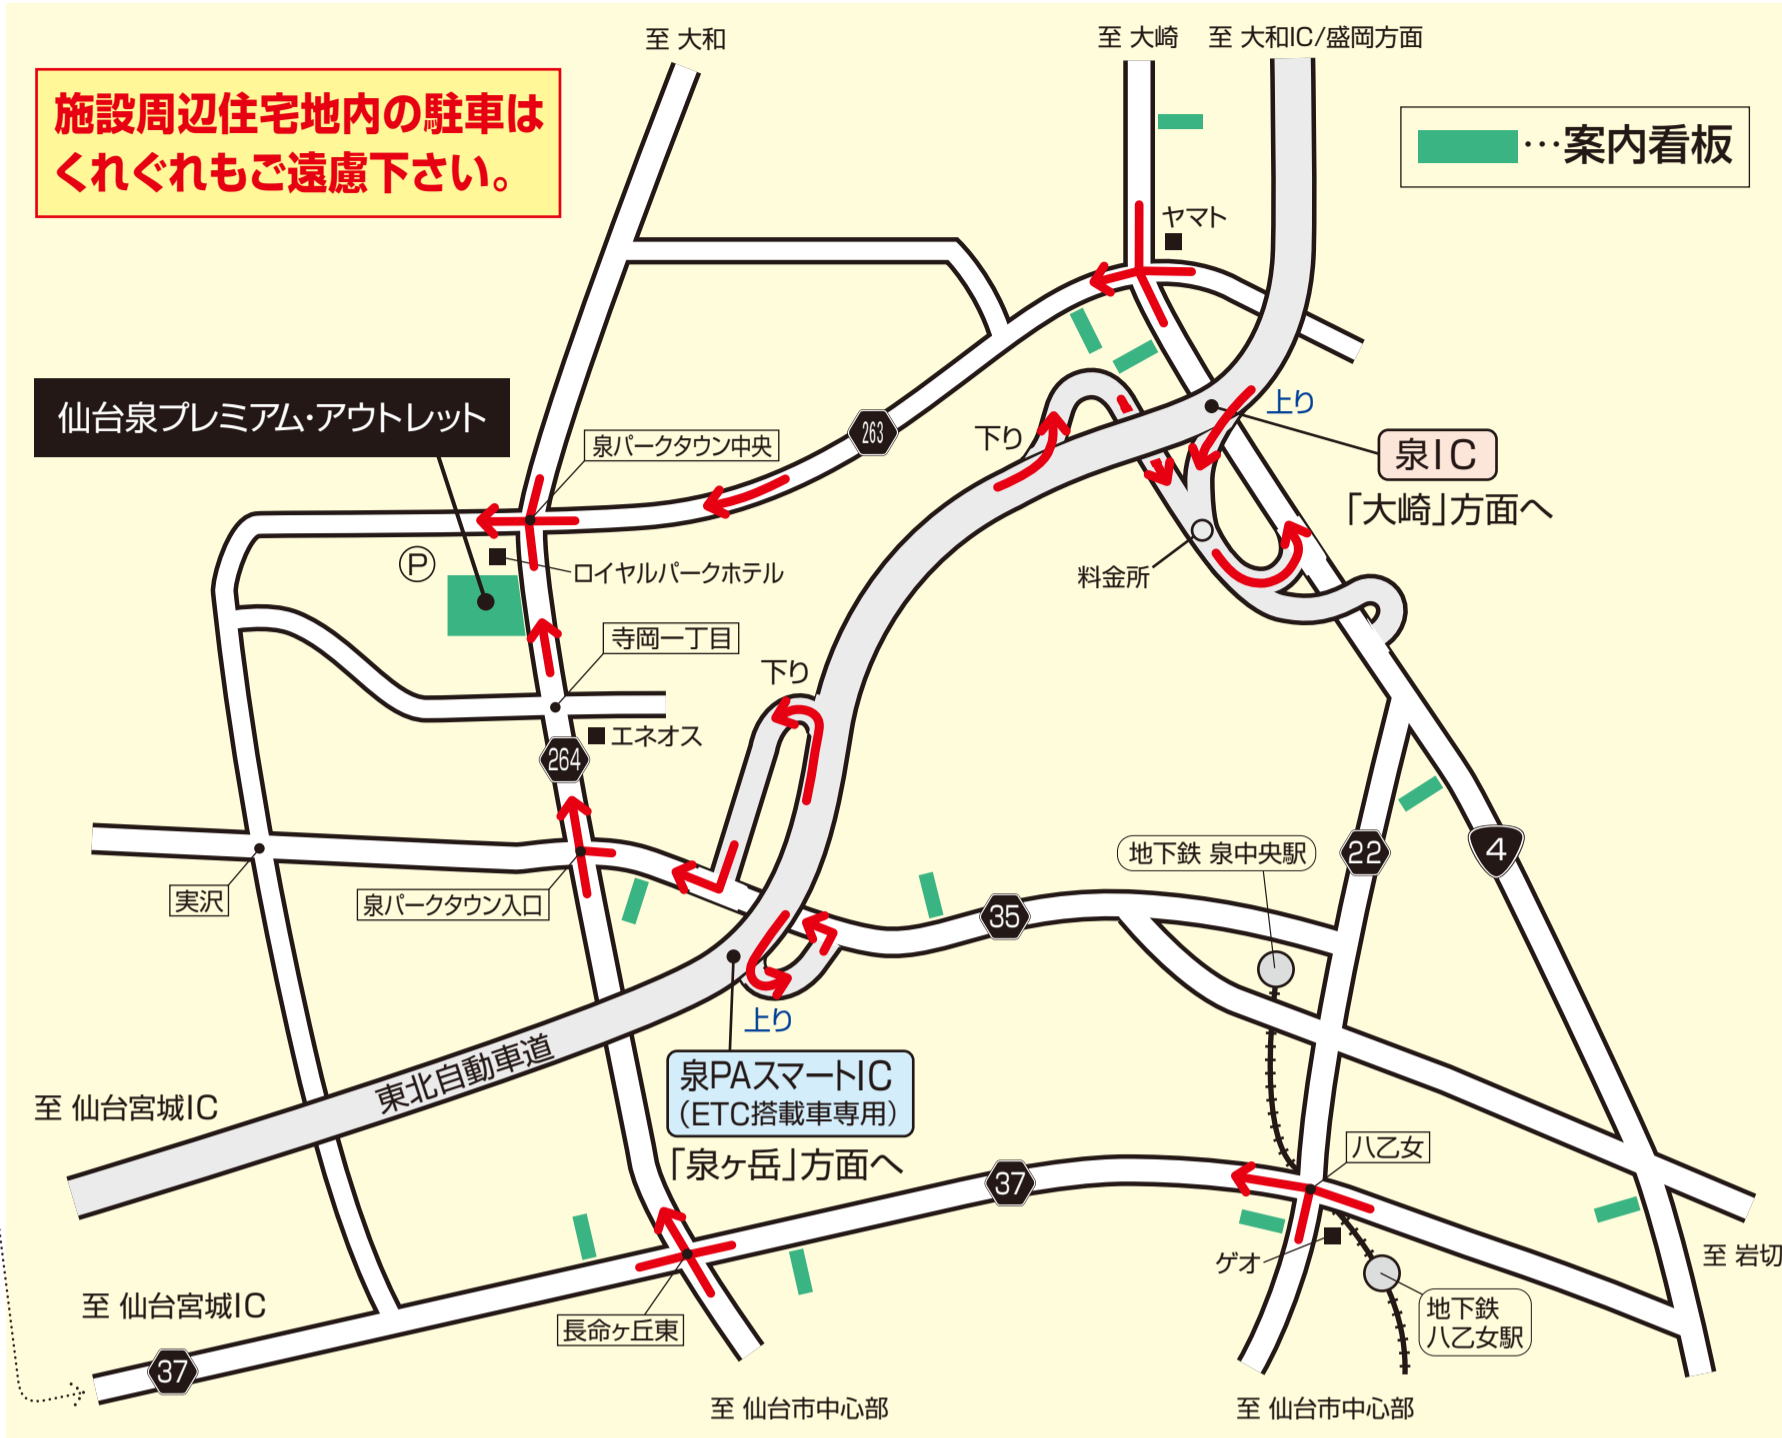 至 大和
至 大崎
至 大和IC/盛岡方面
施設周辺住宅地内の駐車は
くれぐれもご遠慮下さい。
…案内看板
ヤマト
仙台泉プレミアム・アウトレット
上り
下り
263
泉パークタウン中央
泉IC
「大崎」方面へ
P
ロイヤルパークホテル
料金所
寺岡一丁目
下り
エネオス
264
地下鉄 泉中央駅
22
4
実沢
泉パークタウン入口
35
上り
東北自動車道
泉PAスマートIC
(ETC搭載車専用)
「泉ヶ岳」方面へ
至 仙台宮城IC
八乙女
37
ゲオ
至 岩切
至 仙台宮城IC
長命ヶ丘東
地下鉄
八乙女駅
37
至 仙台市中心部
至 仙台市中心部